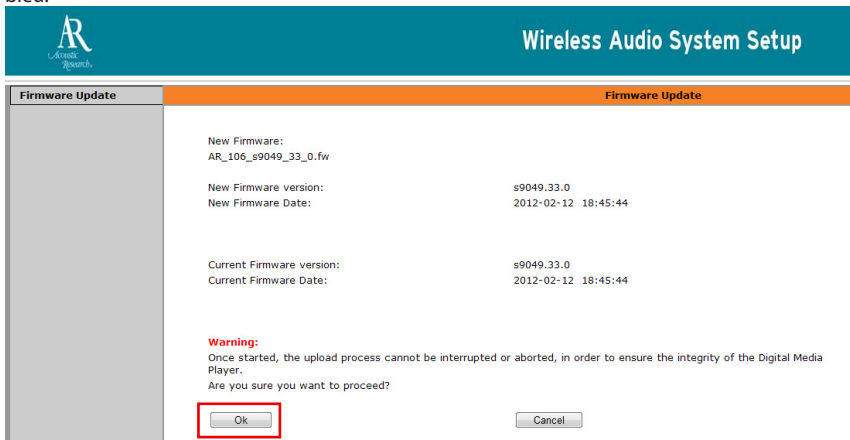 AR
Acoustic
Research
Wireless Audio System Setup
Firmware Update
Firmware Update
New Firmware:
AR_106_s9049_33_0.fw
New Firmware version: s9049.33.0
New Firmware Date: 2012-02-12 18:45:44
Current Firmware version: s9049.33.0
Current Firmware Date: 2012-02-12 18:45:44
Warning:
Once started, the upload process cannot be interrupted or aborted, in order to ensure the integrity of the Digital Media
Player.
Are you sure you want to proceed?
Ok Cancel